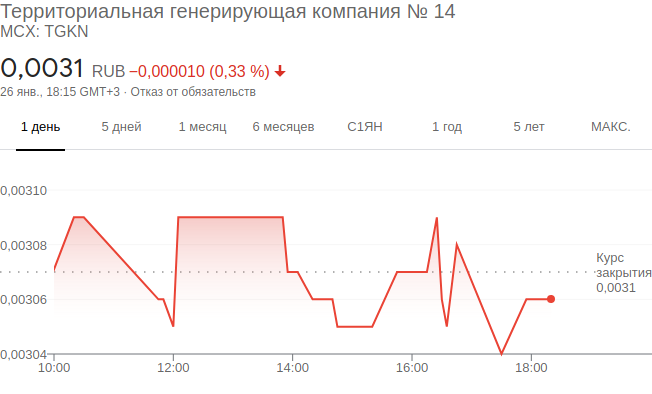 Территориальная генерирующая компания № 14
MCX: TGKN
0,0031 RUB −0,000010 (0,33 %)
26 янв., 18:15 GMT+3 · Отказ от обязательств
1 день 5 дней 1 месяц 6 месяцев С1ЯН 1 год 5 лет МАКС.
0,00310
0,00308
Курс
закрытия
0,0031
0,00306
0,00304
10:00 12:00 14:00 16:00 18:00